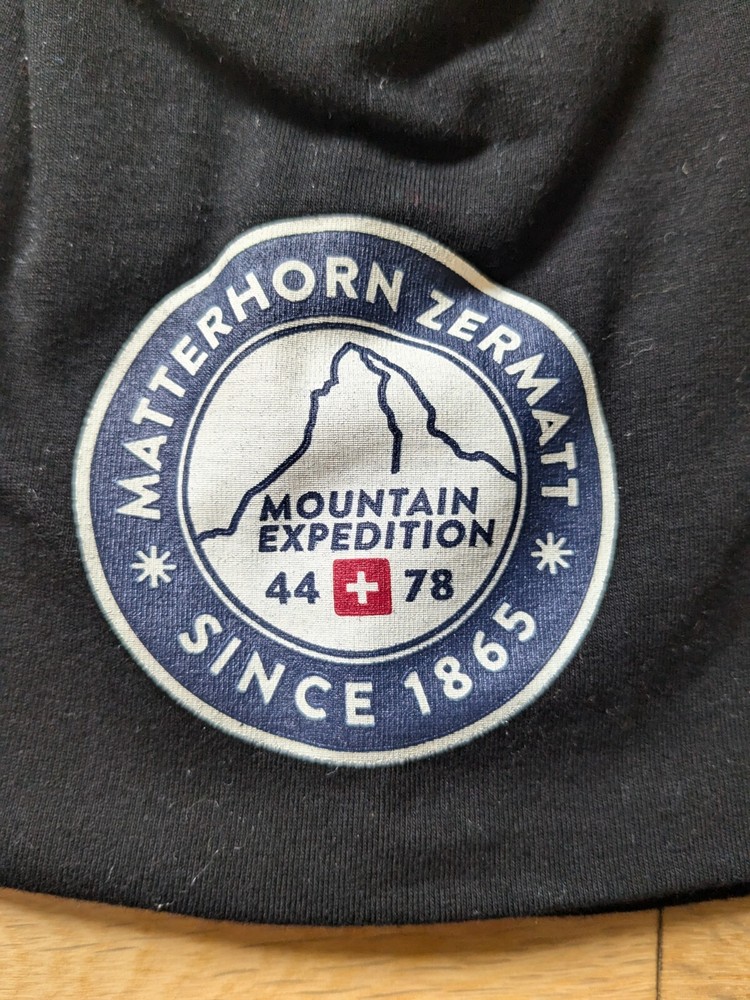 MATTERHORN ZERMATT
MOUNTAIN
EXPEDITION
44 78
SINCE 1865